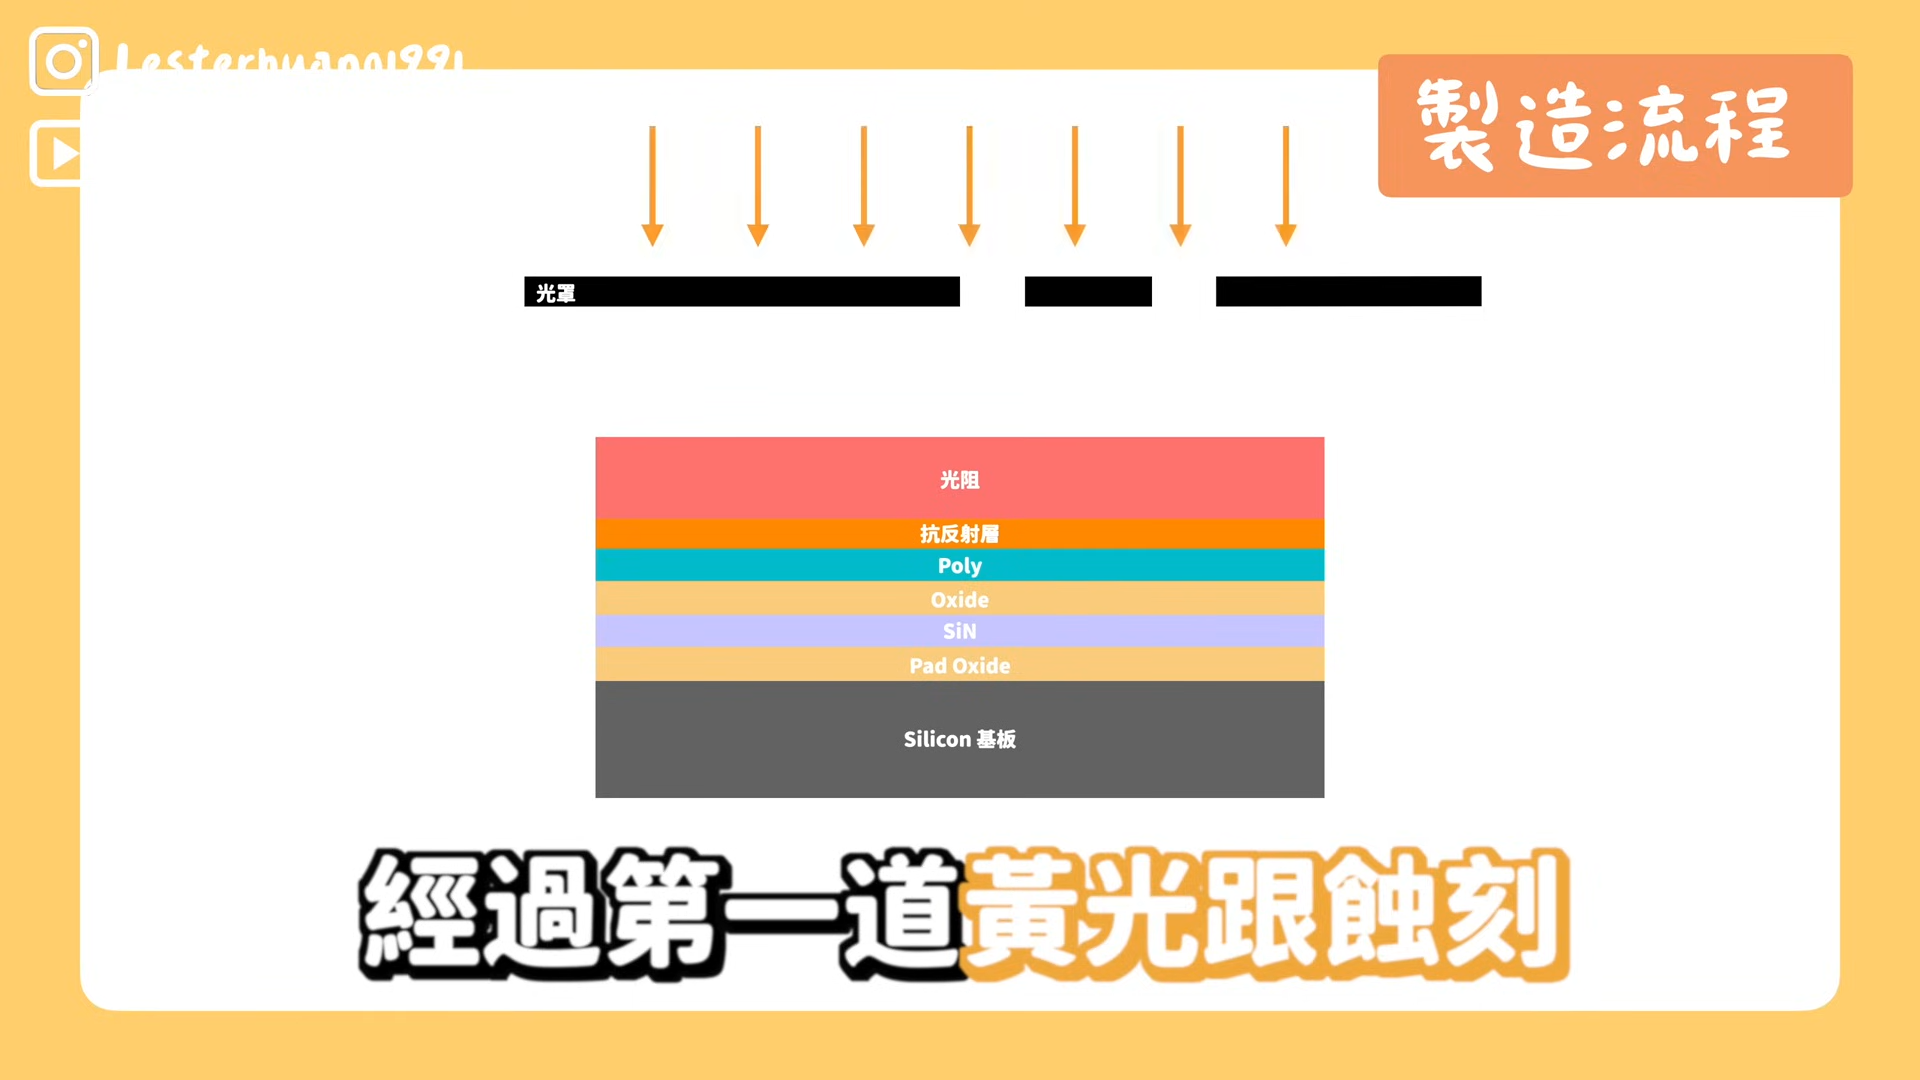 Lesterhuang1991
製造流程
光罩
光阻
抗反射層
Poly
Oxide
SiN
Pad Oxide
Silicon 基板
經過第一道黃光跟蝕刻